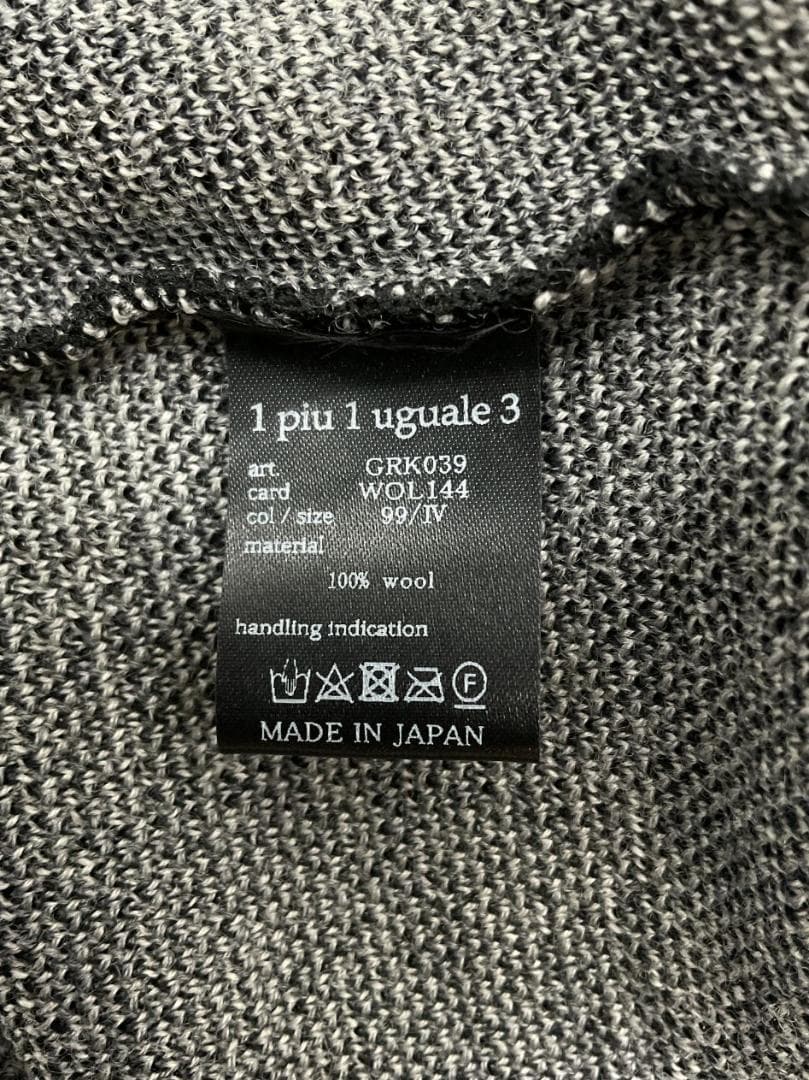 1 piu 1 uguale 3
art. GRK039
card WOL144
col / size 99/IV
material
100% wool
handling indication
F
MADE IN JAPAN